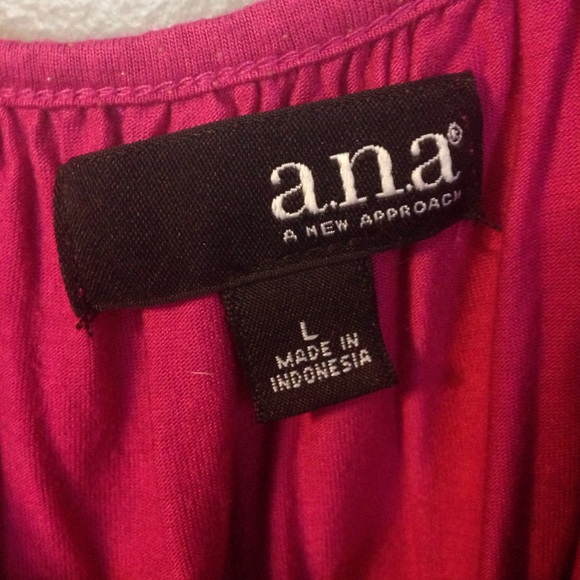 a.n.a®
A NEW APPROACH
L
MADE IN
INDONESIA